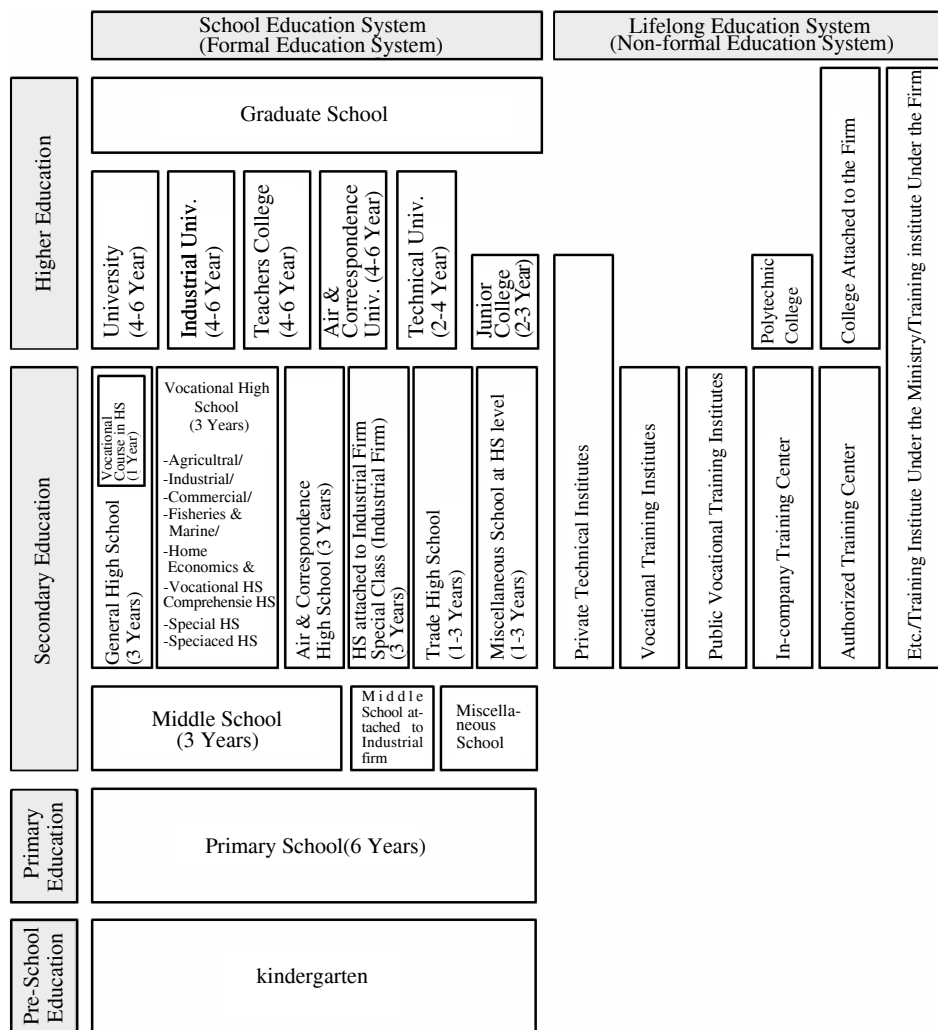 School Education System
(Formal Education System)
Lifelong Education System
(Non-formal Education System)
Higher Education
Graduate School
University
(4-6 Year)
Industrial Univ.
(4-6 Year)
Teachers College
(4-6 Year)
Air &
Correespondence
Univ. (4-6 Year)
Technical Univ.
(2-4 Year)
Junior
College
(2-3 Year)
Polytechnic
College
College Attached to the Firm
Etc./Training Institute Under the Ministry/Training institute Under the Firm
Secondary Education
Vocational
Course in HS
(1 Year)
General High School
(3 Years)
Vocational High
School
(3 Years)
-Agricultral/
-Industrial/
-Commercial/
-Fisheries &
Marine/
-Home
Economics &
-Vocational HS
Comprehensie HS
-Special HS
-Speciaced HS
Air & Correspondence
High School (3 Years)
HS attached to Industrial Firm
Special Class (Industrial Firm)
(3 Years)
Trade High School
(1-3 Years)
Miscellaneous School at HS level
(1-3 Years)
Private Technical Institutes
Vocational Training Institutes
Public Vocational Training Institutes
In-company Training Center
Authorized Training Center
Middle School
(3 Years)
Middle
School at-
tached to
Industrial
firm
Miscella-
neous
School
Primary
Education
Primary School(6 Years)
Pre-School
Education
kindergarten